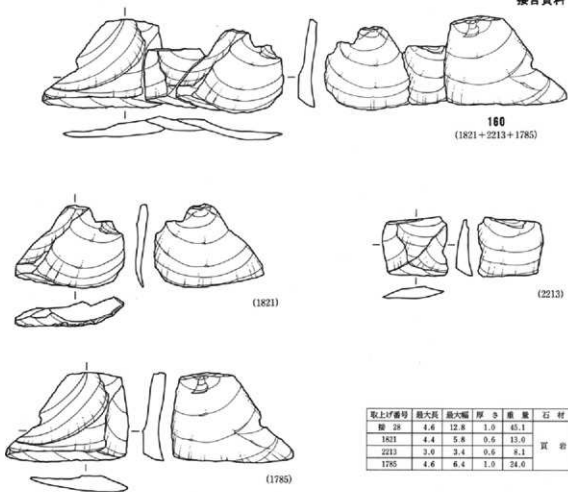 接合資料
160
(1821+2213+1785)
(1821)
(2213)
(1785)
取上げ番号 最大長 最大幅 厚さ 重量 石材
接 28 4.6 12.8 1.0 45.1
1821 4.4 5.8 0.6 13.0
2213 3.0 3.4 0.6 8.1
1785 4.6 6.4 1.0 24.0
頁岩